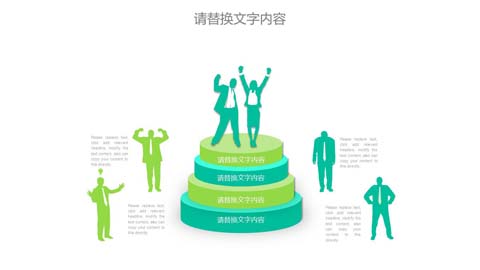 请替换文字内容
请替换文字内容
请替换文字内容
请替换文字内容
请替换文字内容
Please replace text,
click add relevant
headline, modify the
text content, also can
copy your content to
this directly.
Please replace text,
click add relevant
headline, modify the
text content, also can
copy your content to
this directly.
Please replace text,
click add relevant
headline, modify the
text content, also can
copy your content to
this directly.
Please replace text,
click add relevant
headline, modify the
text content, also can
copy your content to
this directly.